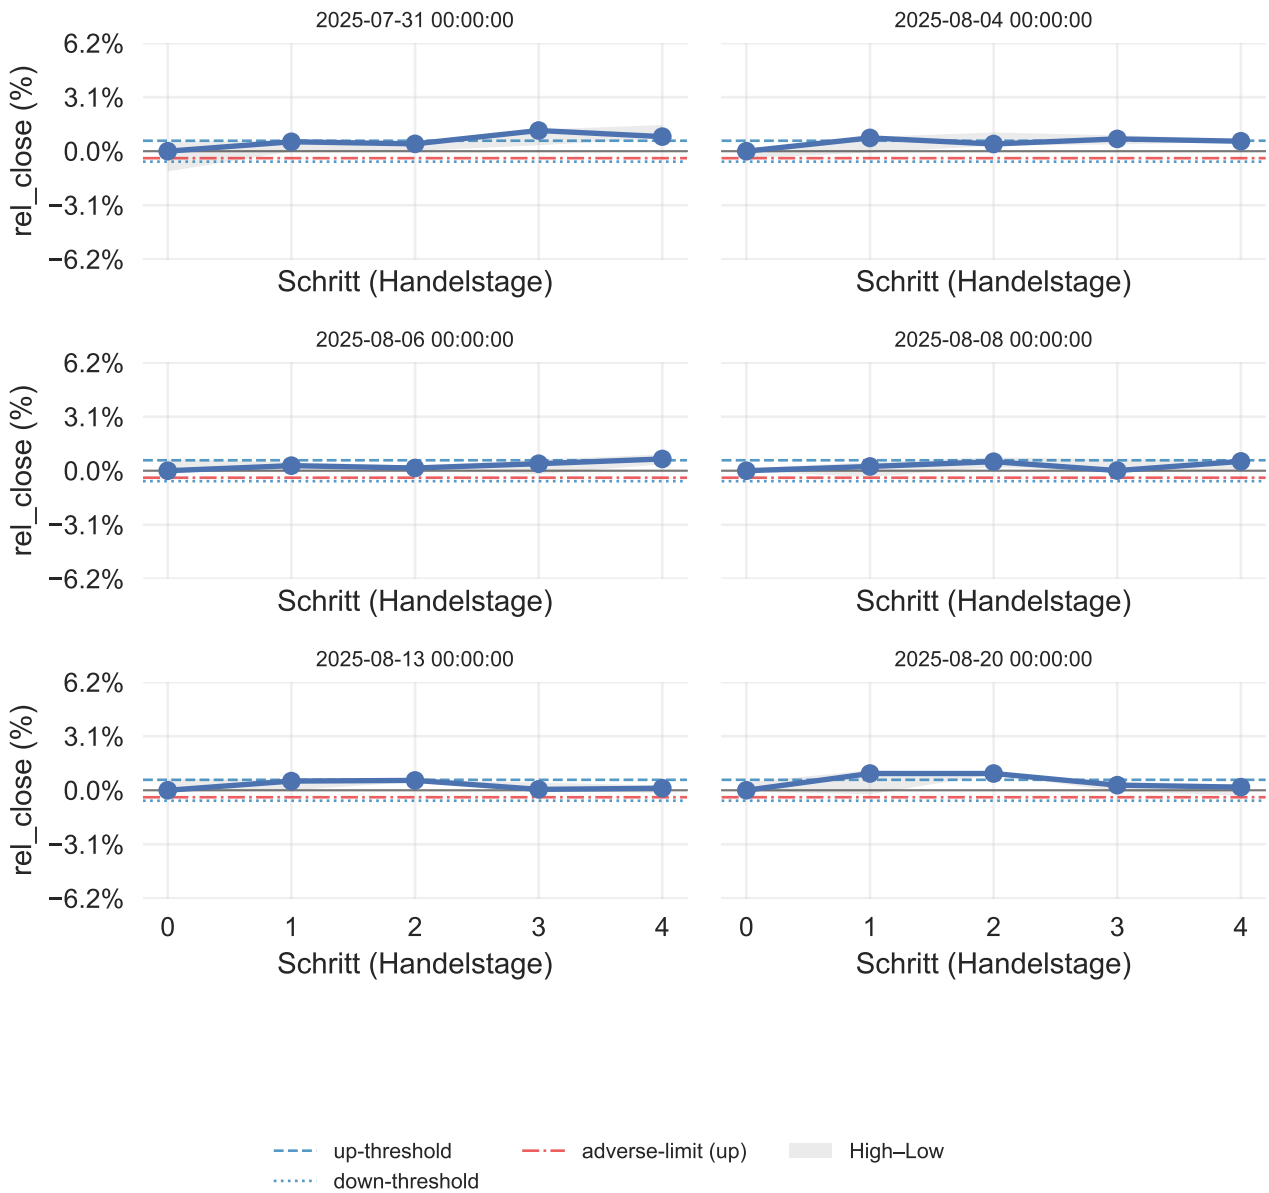 2025-07-31 00:00:00
2025-08-04 00:00:00
6.2%
3.1%
0.0%
−3.1%
−6.2%
rel_close (%)
Schritt (Handelstage)
Schritt (Handelstage)
2025-08-06 00:00:00
2025-08-08 00:00:00
6.2%
3.1%
0.0%
−3.1%
−6.2%
rel_close (%)
Schritt (Handelstage)
Schritt (Handelstage)
2025-08-13 00:00:00
2025-08-20 00:00:00
6.2%
3.1%
0.0%
−3.1%
−6.2%
rel_close (%)
0 1 2 3 4
0 1 2 3 4
Schritt (Handelstage)
Schritt (Handelstage)
up-threshold
adverse-limit (up)
High–Low
down-threshold